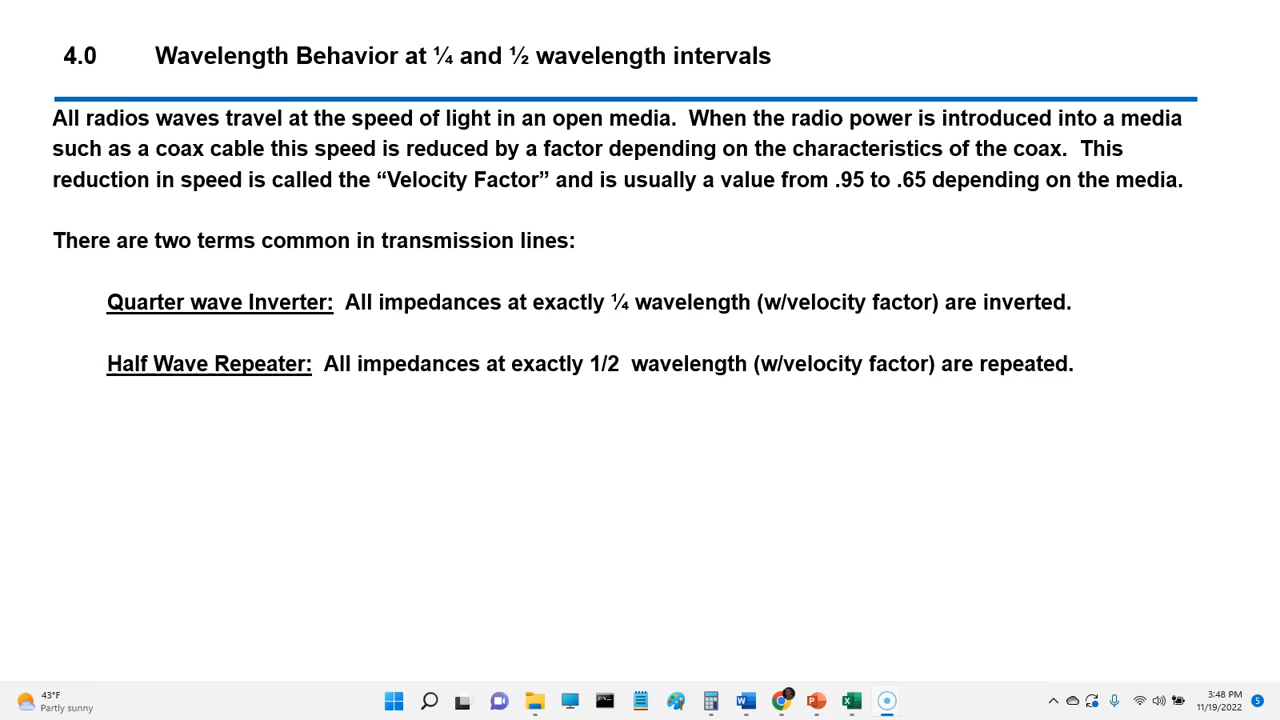 4.0 Wavelength Behavior at ¼ and ½ wavelength intervals
All radios waves travel at the speed of light in an open media. When the radio power is introduced into a media
such as a coax cable this speed is reduced by a factor depending on the characteristics of the coax. This
reduction in speed is called the “Velocity Factor” and is usually a value from .95 to .65 depending on the media.
There are two terms common in transmission lines:
Quarter wave Inverter: All impedances at exactly ¼ wavelength (w/velocity factor) are inverted.
Half Wave Repeater: All impedances at exactly 1/2 wavelength (w/velocity factor) are repeated.
43°F
Partly sunny
3:48 PM
11/19/2022
5